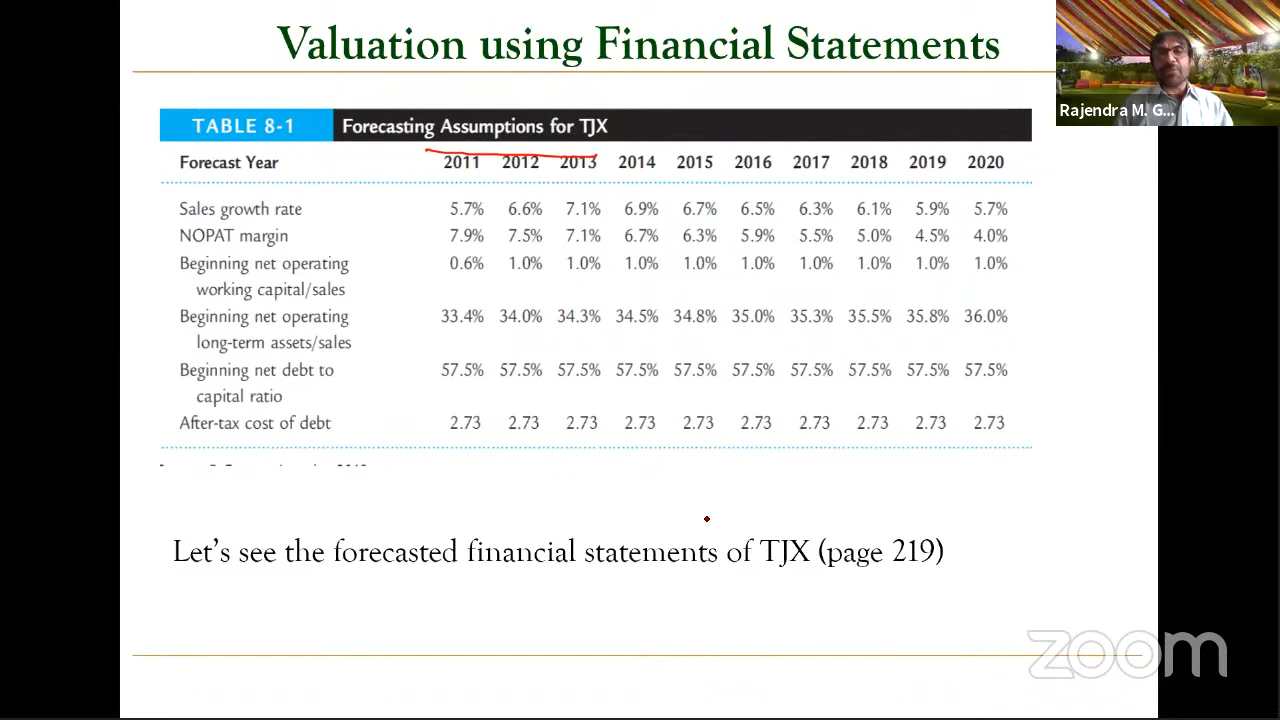 Valuation using Financial Statements
Rajendra M. G...
TABLE 8-1 Forecasting Assumptions for TJX
Forecast Year 2011 2012 2013 2014 2015 2016 2017 2018 2019 2020
Sales growth rate 5.7% 6.6% 7.1% 6.9% 6.7% 6.5% 6.3% 6.1% 5.9% 5.7%
NOPAT margin 7.9% 7.5% 7.1% 6.7% 6.3% 5.9% 5.5% 5.0% 4.5% 4.0%
Beginning net operating 0.6% 1.0% 1.0% 1.0% 1.0% 1.0% 1.0% 1.0% 1.0% 1.0%
working capital/sales
Beginning net operating 33.4% 34.0% 34.3% 34.5% 34.8% 35.0% 35.3% 35.5% 35.8% 36.0%
long-term assets/sales
Beginning net debt to 57.5% 57.5% 57.5% 57.5% 57.5% 57.5% 57.5% 57.5% 57.5% 57.5%
capital ratio
After-tax cost of debt 2.73 2.73 2.73 2.73 2.73 2.73 2.73 2.73 2.73 2.73
Let's see the forecasted financial statements of TJX (page 219)
zoom